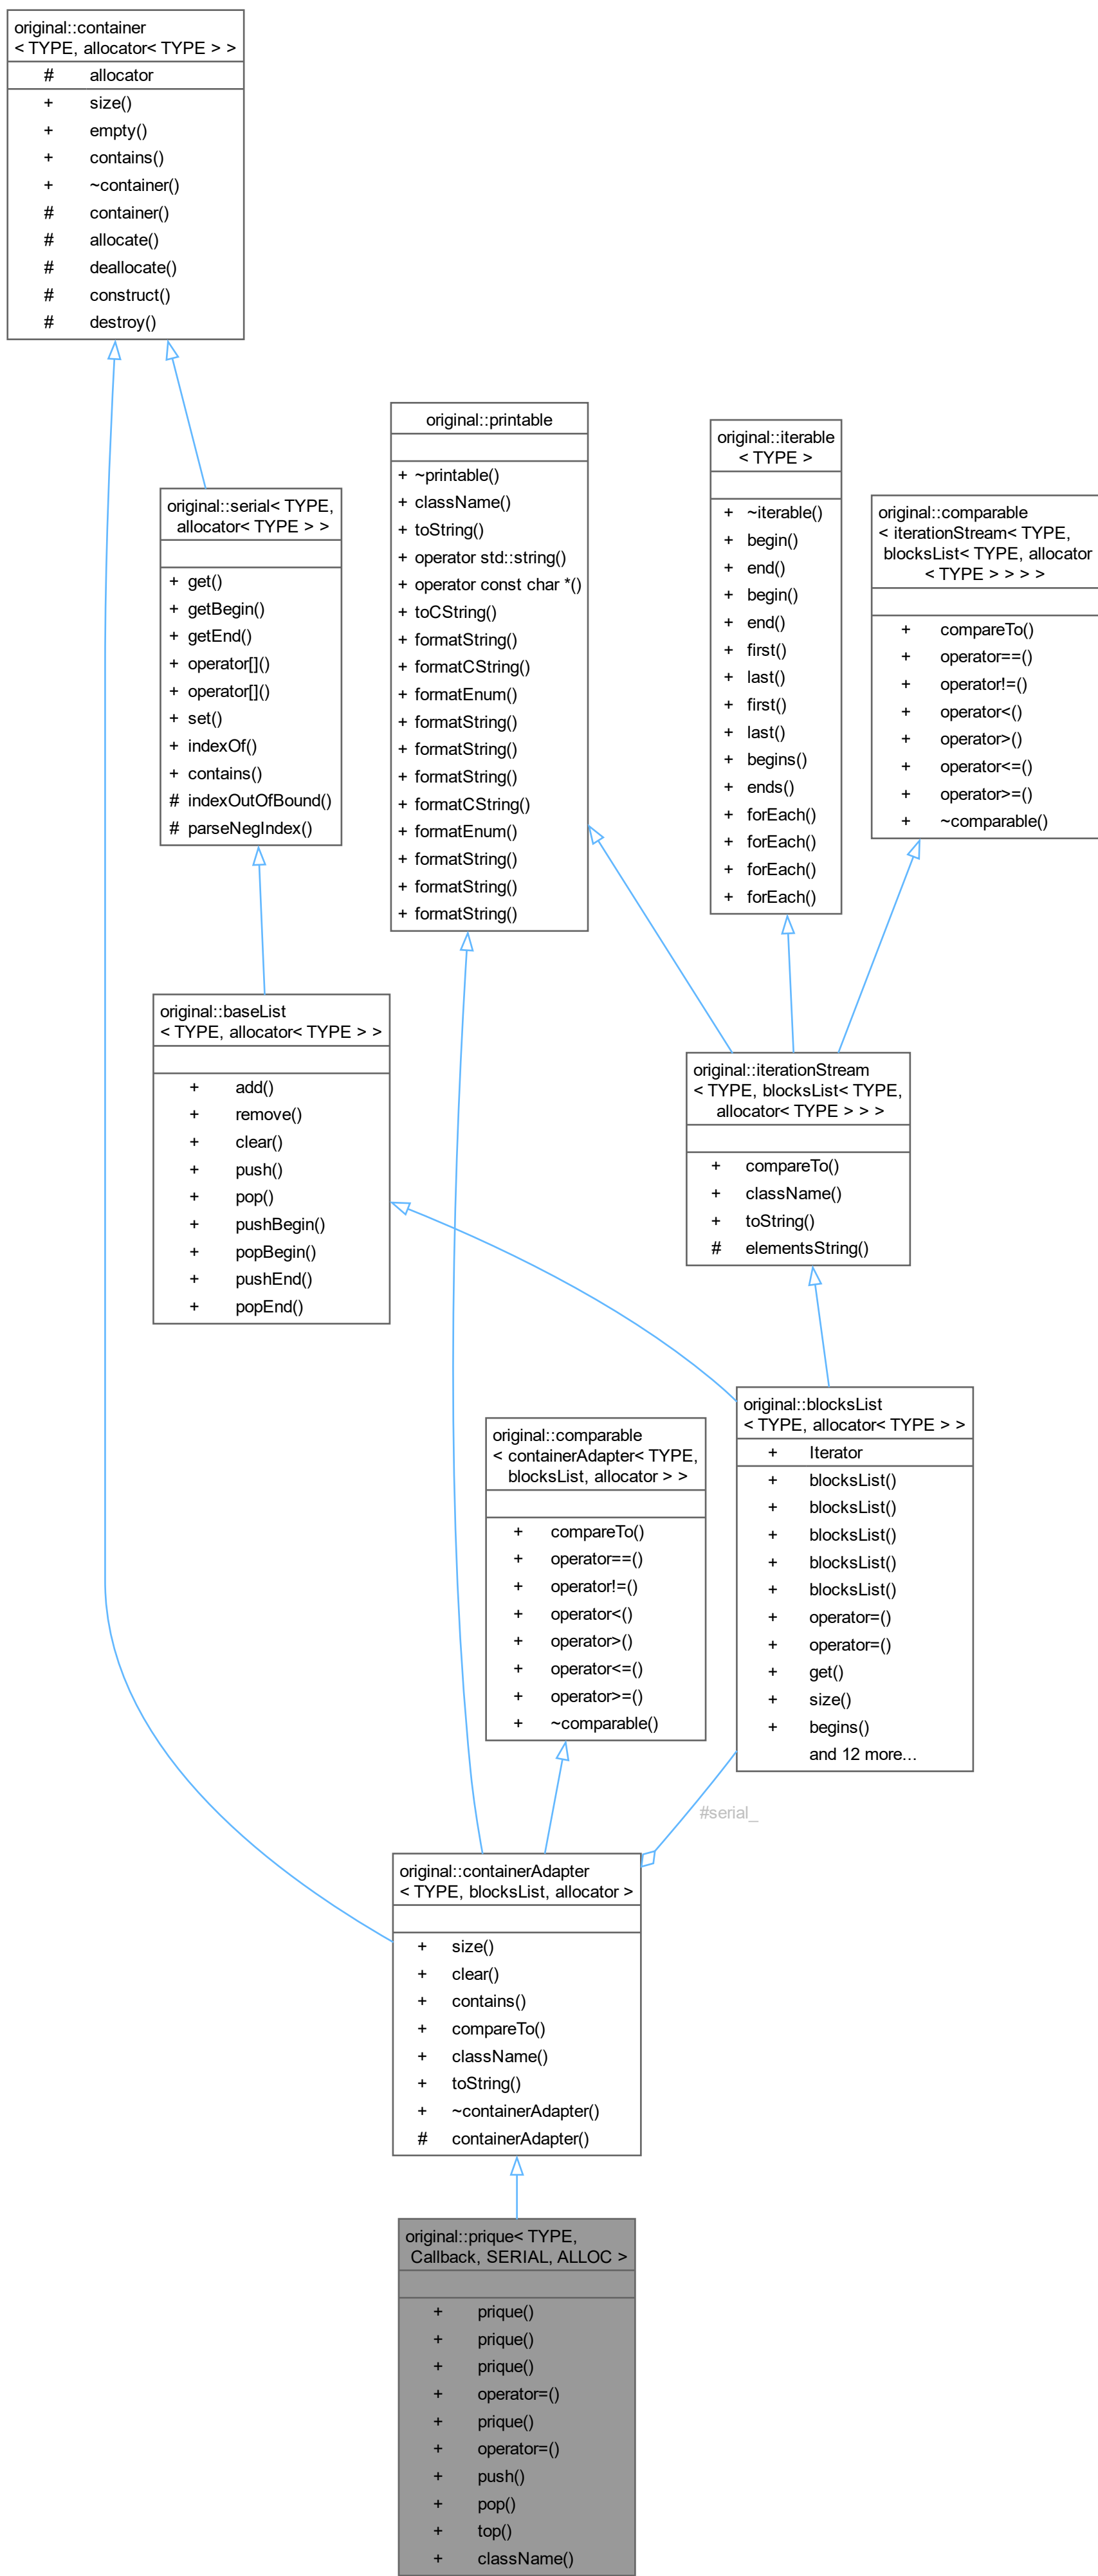 original::container
< TYPE, allocator< TYPE > >
# allocator
+ size()
+ empty()
+ contains()
+ ~container()
# container()
# allocate()
# deallocate()
# construct()
# destroy()
original::serial< TYPE,
allocator< TYPE > >
+ get()
+ getBegin()
+ getEnd()
+ operator[]()
+ operator[]()
+ set()
+ indexOf()
+ contains()
# indexOutOfBound()
# parseNegIndex()
original::printable
+ ~printable()
+ className()
+ toString()
+ operator std::string()
+ operator const char *()
+ toCString()
+ formatString()
+ formatCString()
+ formatEnum()
+ formatString()
+ formatString()
+ formatString()
+ formatCString()
+ formatEnum()
+ formatString()
+ formatString()
+ formatString()
original::iterable
< TYPE >
+ ~iterable()
+ begin()
+ end()
+ begin()
+ end()
+ first()
+ last()
+ first()
+ last()
+ begins()
+ ends()
+ forEach()
+ forEach()
+ forEach()
+ forEach()
original::comparable
< iterationStream< TYPE,
blocksList< TYPE, allocator
< TYPE > > > >
+ compareTo()
+ operator==()
+ operator!=()
+ operator<()
+ operator>()
+ operator<=()
+ operator>=()
+ ~comparable()
original::baseList
< TYPE, allocator< TYPE > >
+ add()
+ remove()
+ clear()
+ push()
+ pop()
+ pushBegin()
+ popBegin()
+ pushEnd()
+ popEnd()
original::iterationStream
< TYPE, blocksList< TYPE,
allocator< TYPE > > >
+ compareTo()
+ className()
+ toString()
# elementsString()
original::blocksList
< TYPE, allocator< TYPE > >
+ Iterator
+ blocksList()
+ blocksList()
+ blocksList()
+ blocksList()
+ blocksList()
+ operator=()
+ operator=()
+ get()
+ size()
+ begins()
and 12 more...
original::comparable
< containerAdapter< TYPE,
blocksList, allocator > >
+ compareTo()
+ operator==()
+ operator!=()
+ operator<()
+ operator>()
+ operator<=()
+ operator>=()
+ ~comparable()
#serial_
original::containerAdapter
< TYPE, blocksList, allocator >
+ size()
+ clear()
+ contains()
+ compareTo()
+ className()
+ toString()
+ ~containerAdapter()
# containerAdapter()
original::prique< TYPE,
Callback, SERIAL, ALLOC >
+ prique()
+ prique()
+ prique()
+ operator=()
+ prique()
+ operator=()
+ push()
+ pop()
+ top()
+ className()